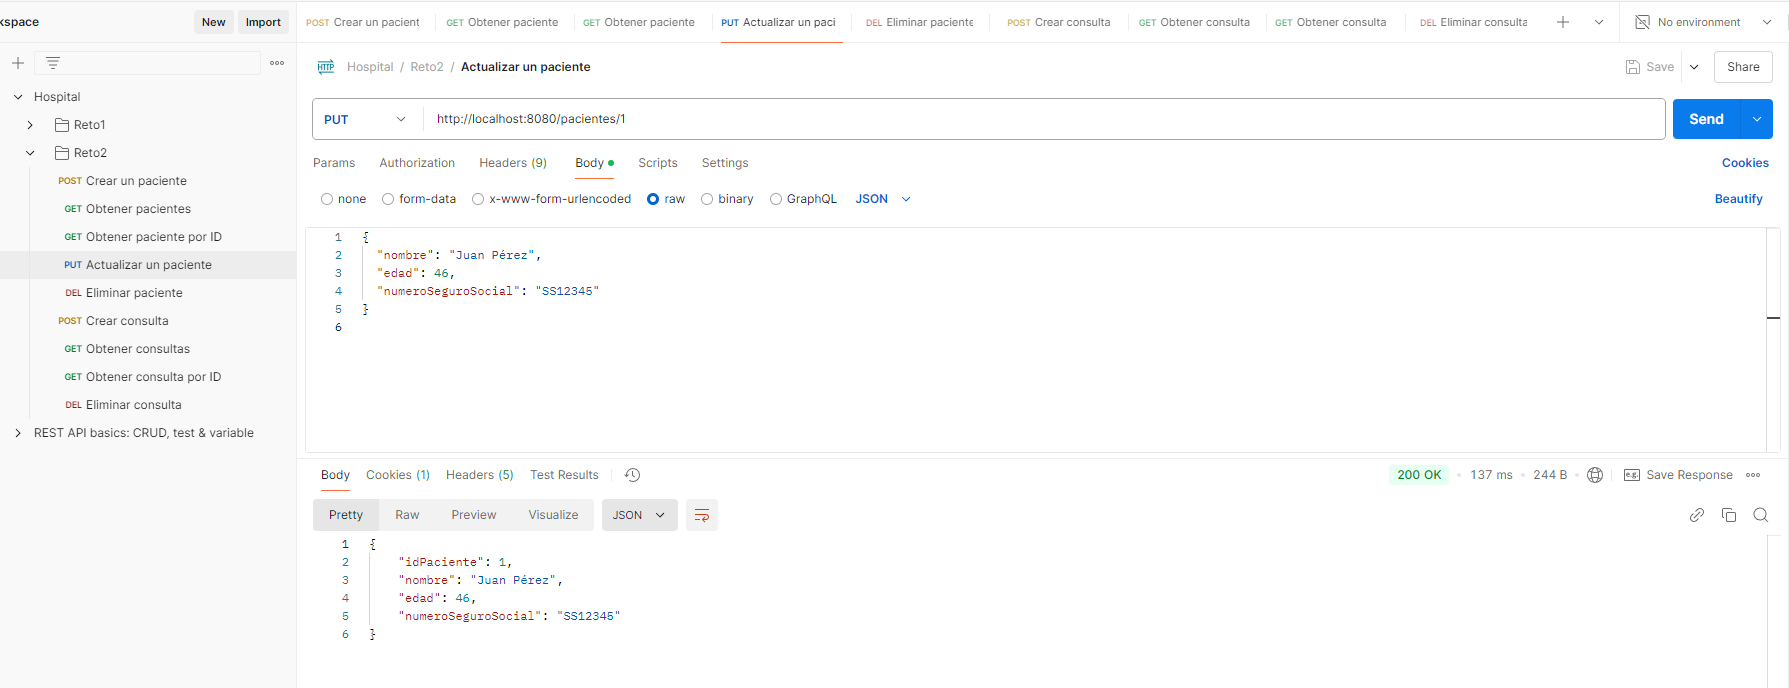 kspace New Import
POST Crear un pacient GET Obtener paciente GET Obtener paciente PUT Actualizar un paci DEL Eliminar paciente POST Crear consulta GET Obtener consulta GET Obtener consulta DEL Eliminar consulta No environment
HTTP Hospital / Reto2 / Actualizar un paciente Save Share
Hospital
Reto1
Reto2
POST Crear un paciente
GET Obtener pacientes
GET Obtener paciente por ID
PUT Actualizar un paciente
DEL Eliminar paciente
POST Crear consulta
GET Obtener consultas
GET Obtener consulta por ID
DEL Eliminar consulta
REST API basics: CRUD, test & variable
PUT http://localhost:8080/pacientes/1 Send
Params Authorization Headers (9) Body Scripts Settings Cookies
none form-data x-www-form-urlencoded raw binary GraphQL JSON Beautify
1 {
2 "nombre": "Juan Pérez",
3 "edad": 46,
4 "numeroSeguroSocial": "SS12345"
5 }
6
Body Cookies (1) Headers (5) Test Results 200 OK 137 ms 244 B e.g. Save Response
Pretty Raw Preview Visualize JSON
1 {
2 "idPaciente": 1,
3 "nombre": "Juan Pérez",
4 "edad": 46,
5 "numeroSeguroSocial": "SS12345"
6 }